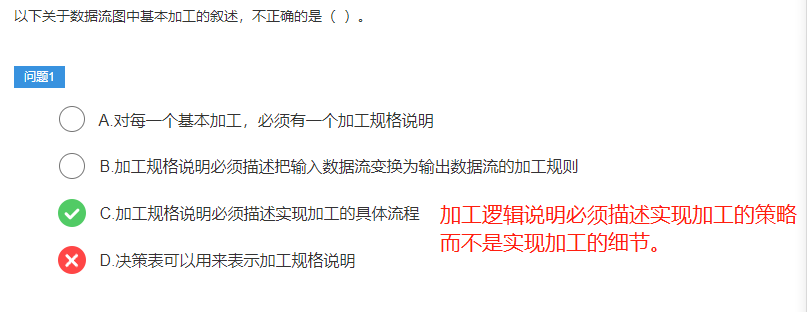 以下关于数据流图中基本加工的叙述，不正确的是（ ）。
问题1
A.对每一个基本加工，必须有一个加工规格说明
B.加工规格说明必须描述把输入数据流变换为输出数据流的加工规则
C.加工规格说明必须描述实现加工的具体流程
加工逻辑说明必须描述实现加工的策略
而不是实现加工的细节。
D.决策表可以用来表示加工规格说明